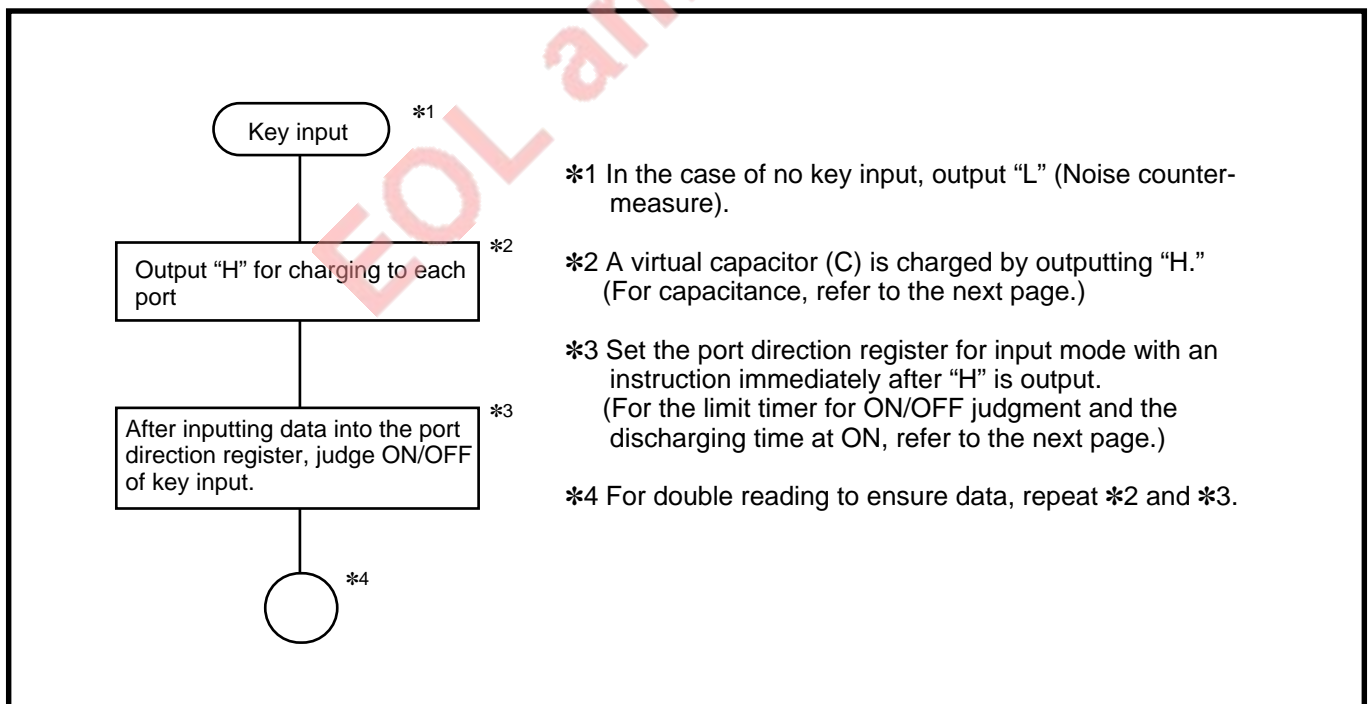 EOL an
Key input
✽1
Output “H” for charging to each
port
✽2
After inputting data into the port
direction register, judge ON/OFF
of key input.
✽3
✽4
✽1 In the case of no key input, output “L” (Noise counter-
measure).
✽2 A virtual capacitor (C) is charged by outputting “H.”
(For capacitance, refer to the next page.)
✽3 Set the port direction register for input mode with an
instruction immediately after “H” is output.
(For the limit timer for ON/OFF judgment and the
discharging time at ON, refer to the next page.)
✽4 For double reading to ensure data, repeat ✽2 and ✽3.